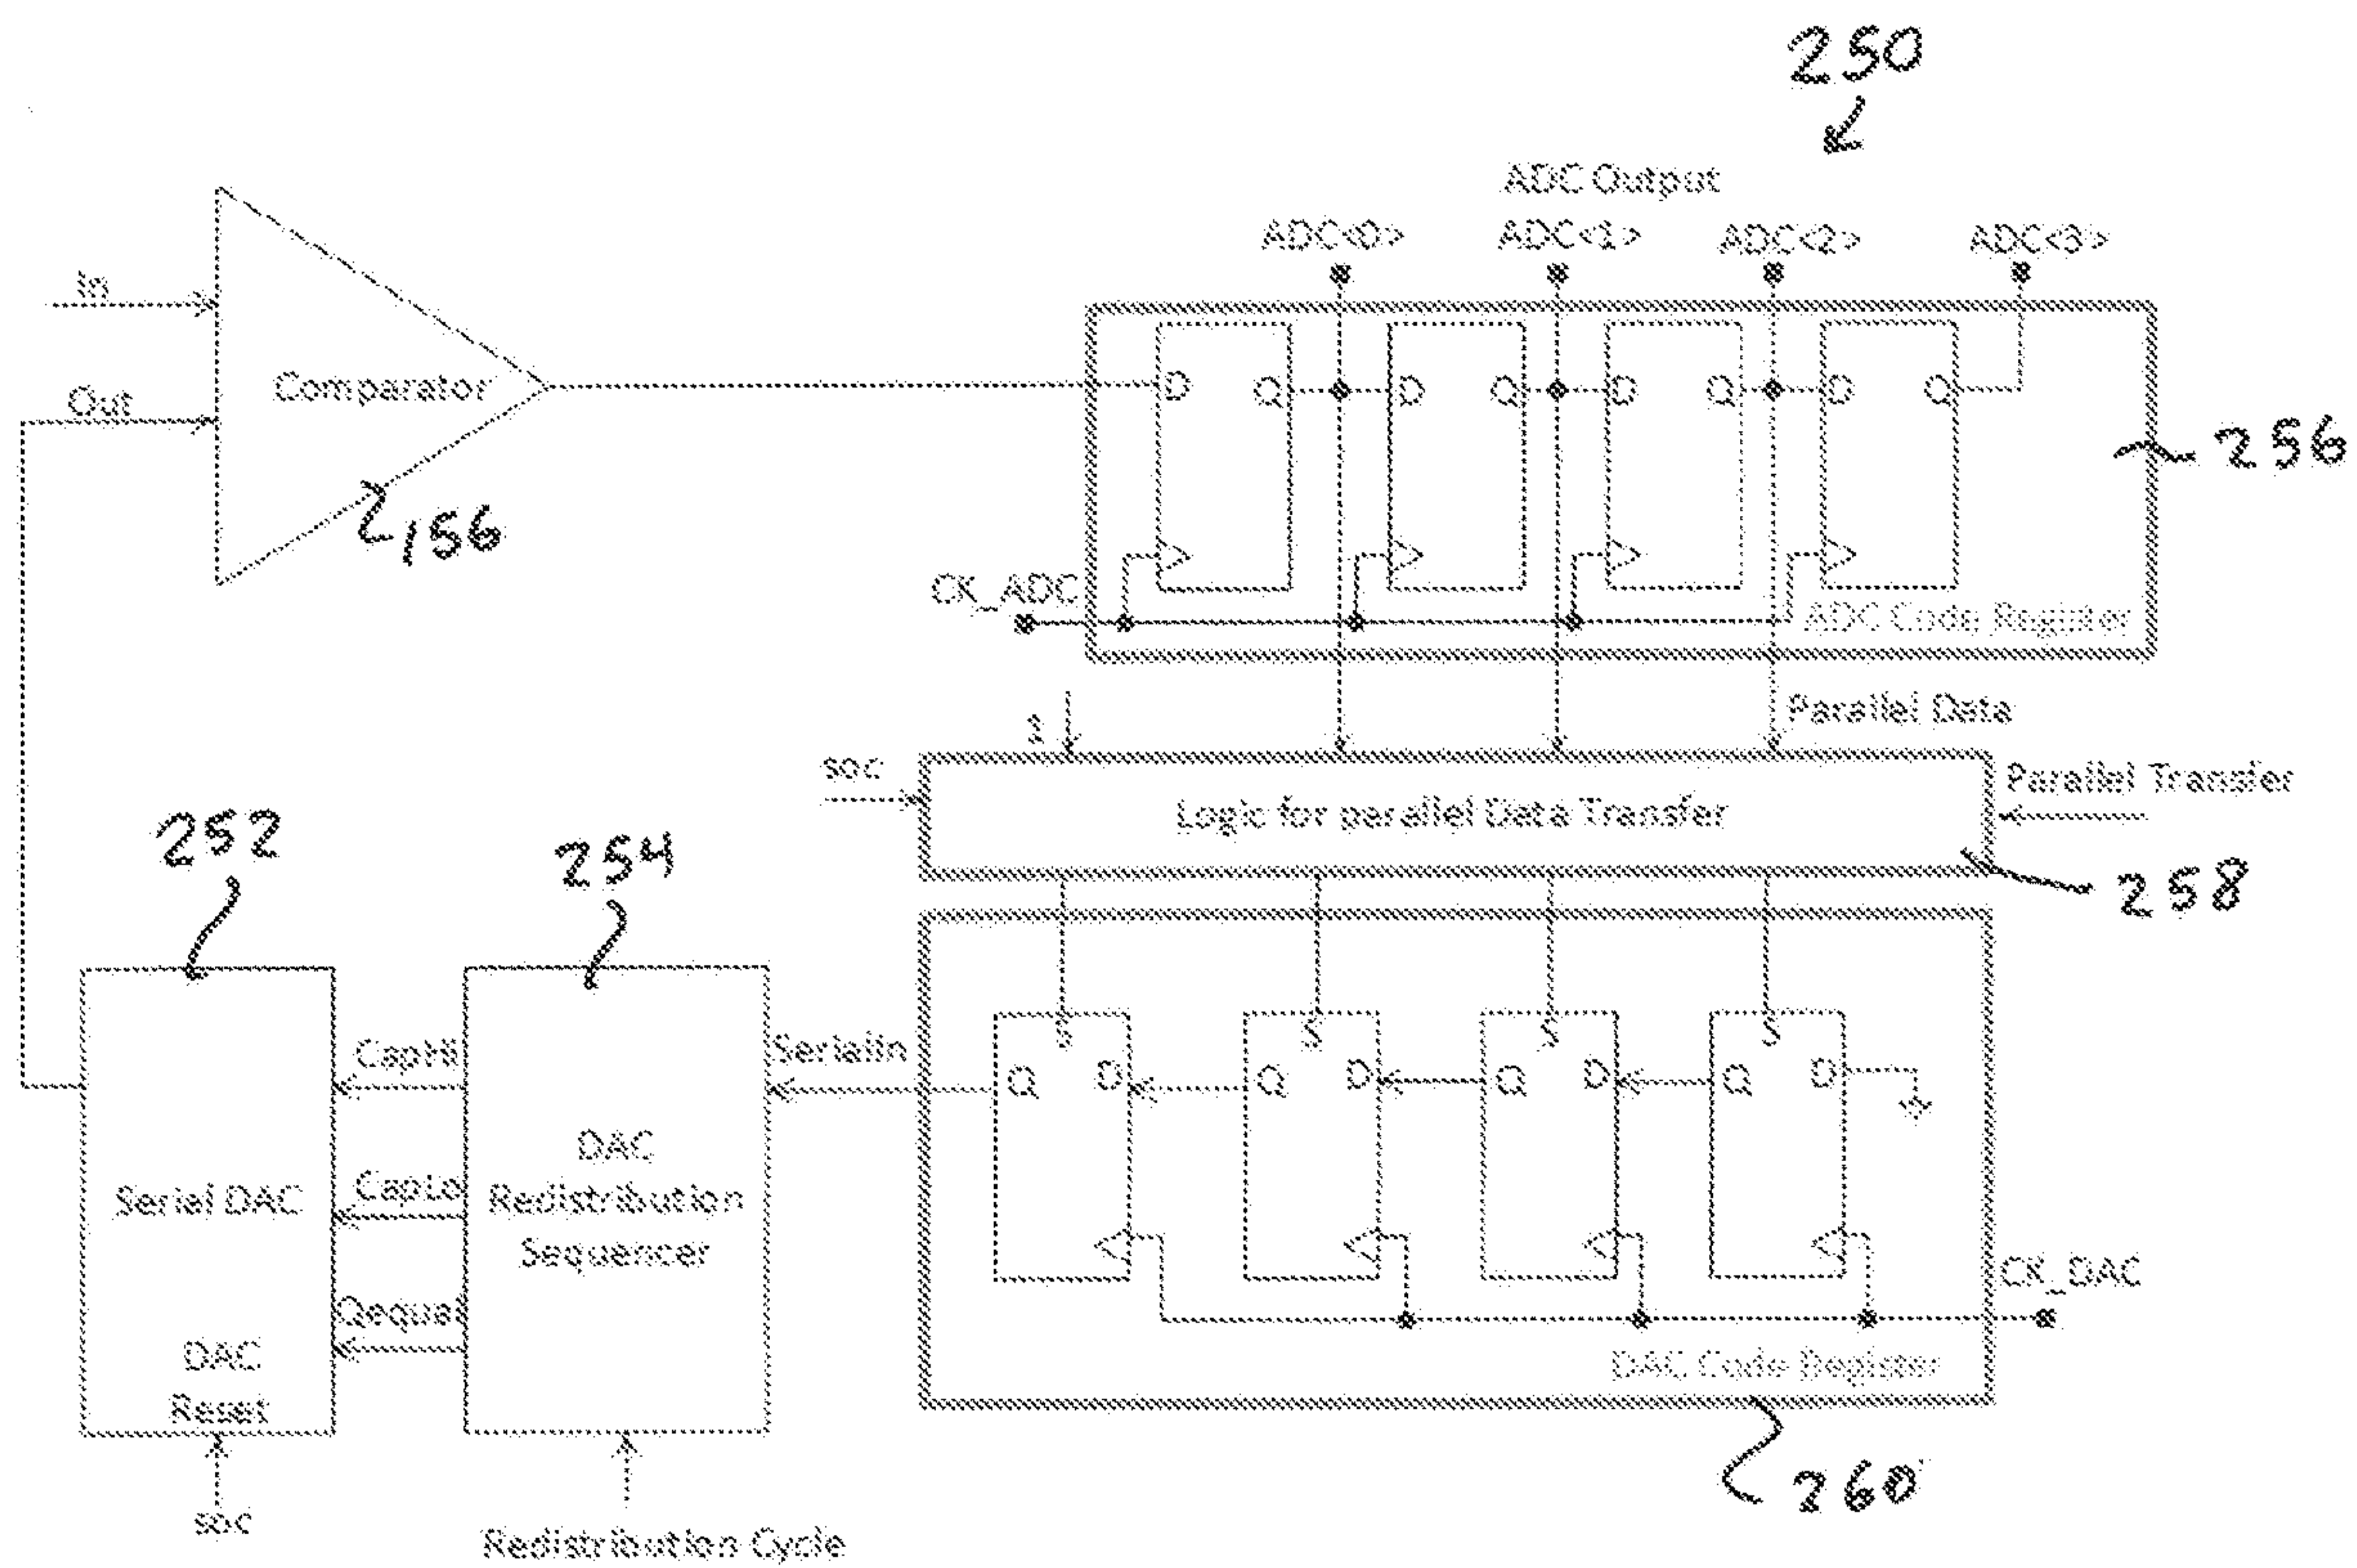 250
ADC Output
ADC<0> ADC<1> ADC<2> ADC<3>
In
Out
Comparator
156
D Q D Q D Q D Q
256
CK_ADC
ADC Code Register
1
Parallel Data
soc
Logic for parallel Data Transfer
Parallel Transfer
258
252
254
S S S S
Q D Q D Q D Q D
SerialIn
CapHi
CapLo
Qequal
Serial DAC
DAC
Reset
DAC
Redistribution
Sequencer
CK_DAC
DAC Code Register
260
soc
Redistribution Cycle